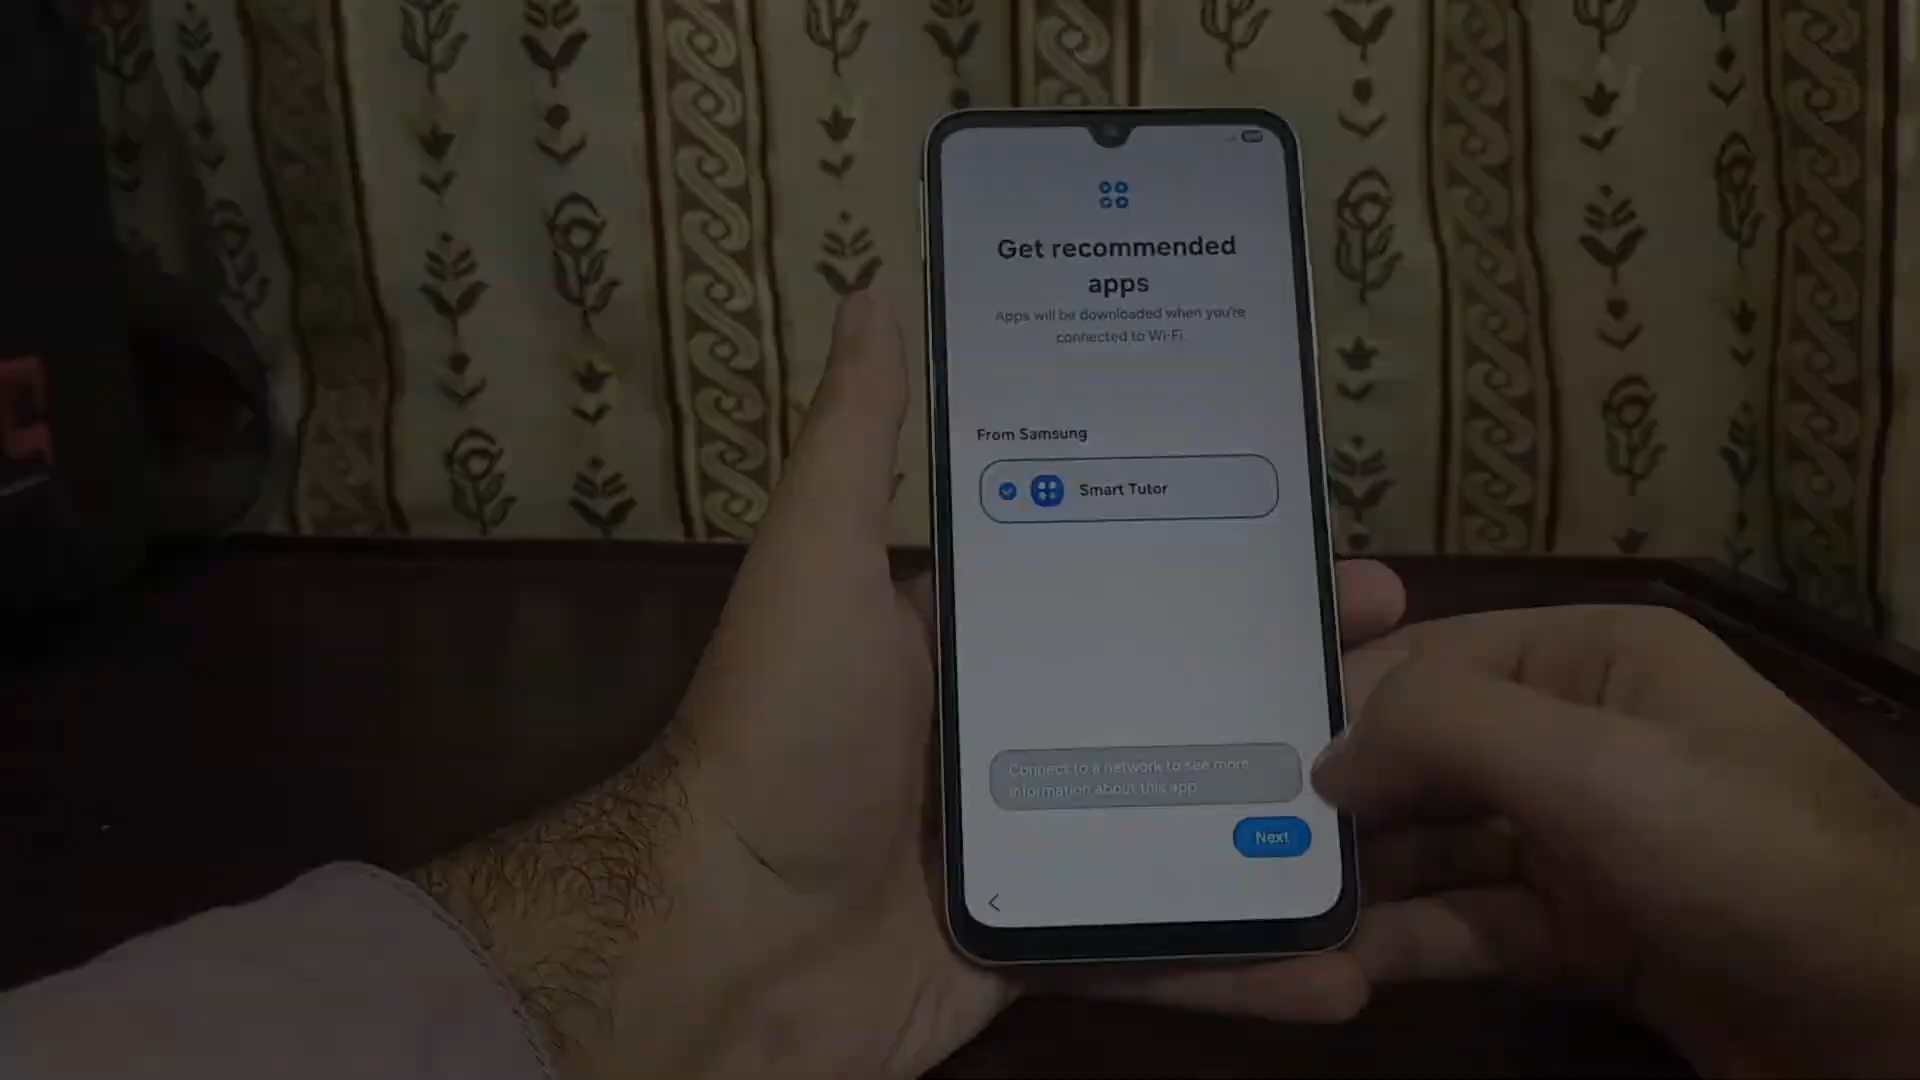 Get recommended
apps
Apps will be downloaded when you're
connected to Wi-Fi.
From Samsung
Smart Tutor
Connect to a network to see more
information about this app
Next